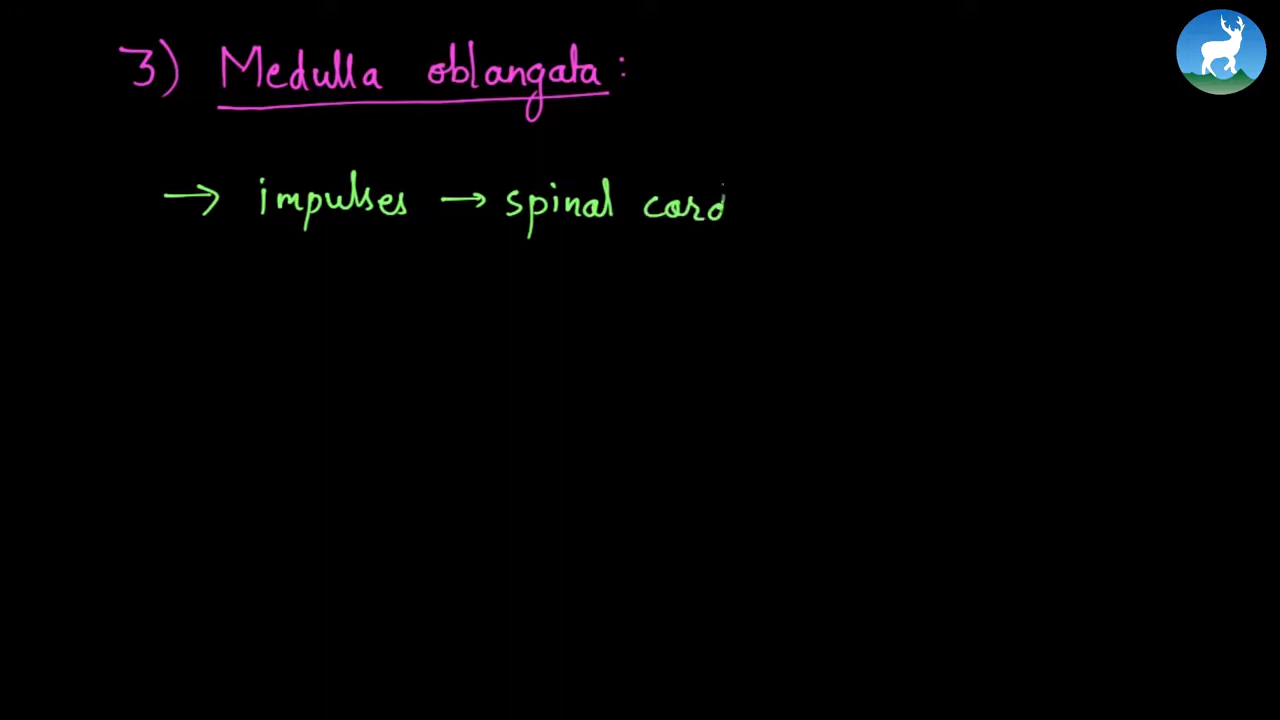 3) Medulla oblangata:
→ impulses → spinal cord